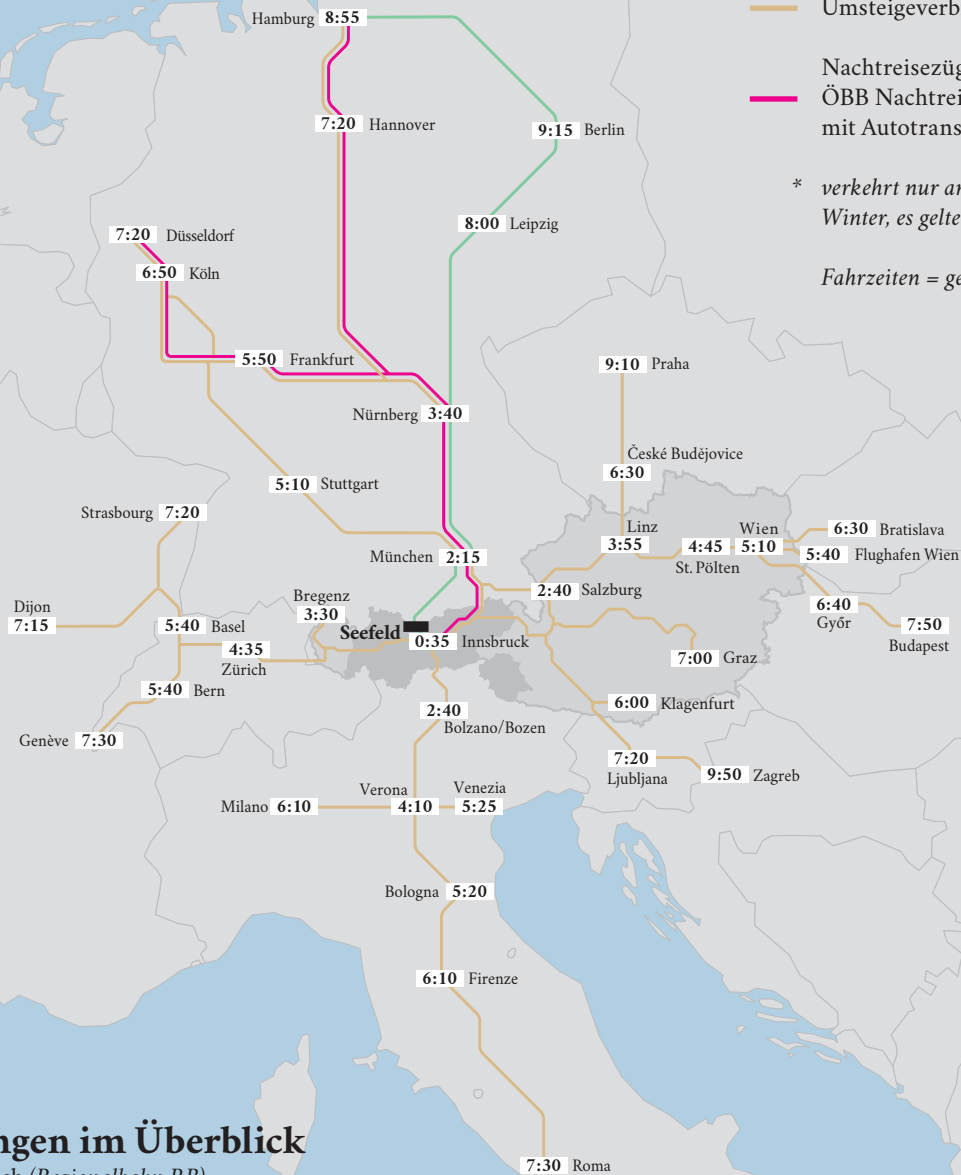 Umsteigeverb
Nachtreisezüg
ÖBB Nachtrei
mit Autotrans
* verkehrt nur an
Winter, es gelte
Fahrzeiten = ge
Hamburg 8:55
7:20 Hannover
9:15 Berlin
8:00 Leipzig
7:20 Düsseldorf
6:50 Köln
5:50 Frankfurt
9:10 Praha
Nürnberg 3:40
České Budějovice
6:30
5:10 Stuttgart
Strasbourg 7:20
Linz
3:55
Wien
4:45 5:10
St. Pölten
6:30 Bratislava
5:40 Flughafen Wien
München 2:15
2:40 Salzburg
Bregenz
3:30
Dijon
7:15
5:40 Basel
Seefeld
0:35 Innsbruck
6:40
Győr
7:50
Budapest
4:35
Zürich
7:00 Graz
5:40 Bern
6:00 Klagenfurt
2:40
Bolzano/Bozen
Genève 7:30
7:20
Ljubljana
9:50 Zagreb
Verona
Venezia
Milano 6:10
4:10
5:25
Bologna 5:20
6:10 Firenze
ngen im Überblick
ch (Regionalbahn RB)
7:30 Roma